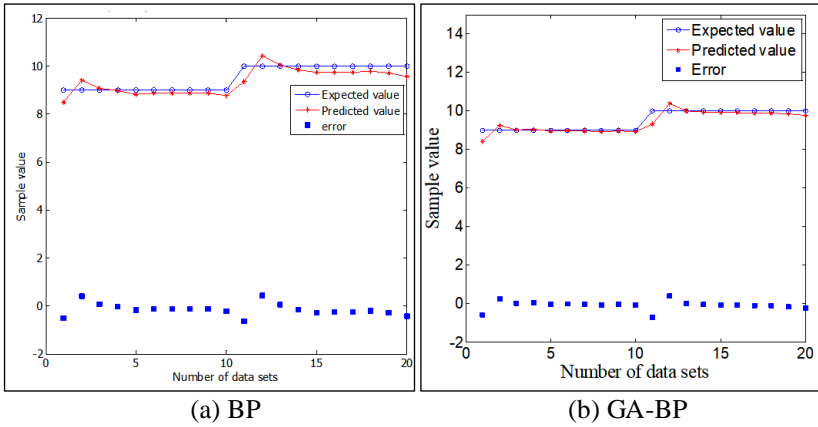 12
10
8
6
4
2
0
-2
0
5
10
15
20
Sample value
Number of data sets
Expected value
Predicted value
error
(a) BP
14
12
10
8
6
4
2
0
-2
0
5
10
15
20
Sample value
Number of data sets
Expected value
Predicted value
Error
(b) GA-BP